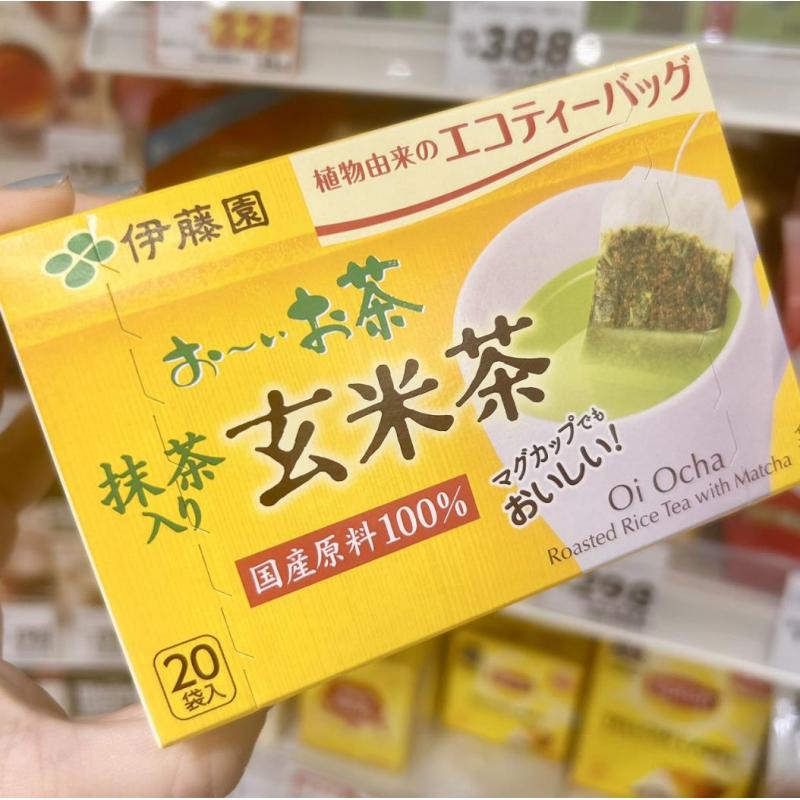 388
植物由来のエコティーバッグ
伊藤園
お～いお茶
抹茶
入り
玄米茶
マグカップでも
おいしい!
国産原料100%
Oi Ocha
Roasted Rice Tea with Matcha
20
袋入
298